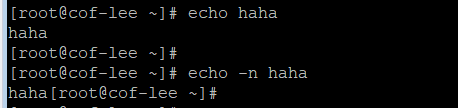 [root@cof-lee ~]# echo haha
haha
[root@cof-lee ~]#
[root@cof-lee ~]# echo -n haha
haha[root@cof-lee ~]#